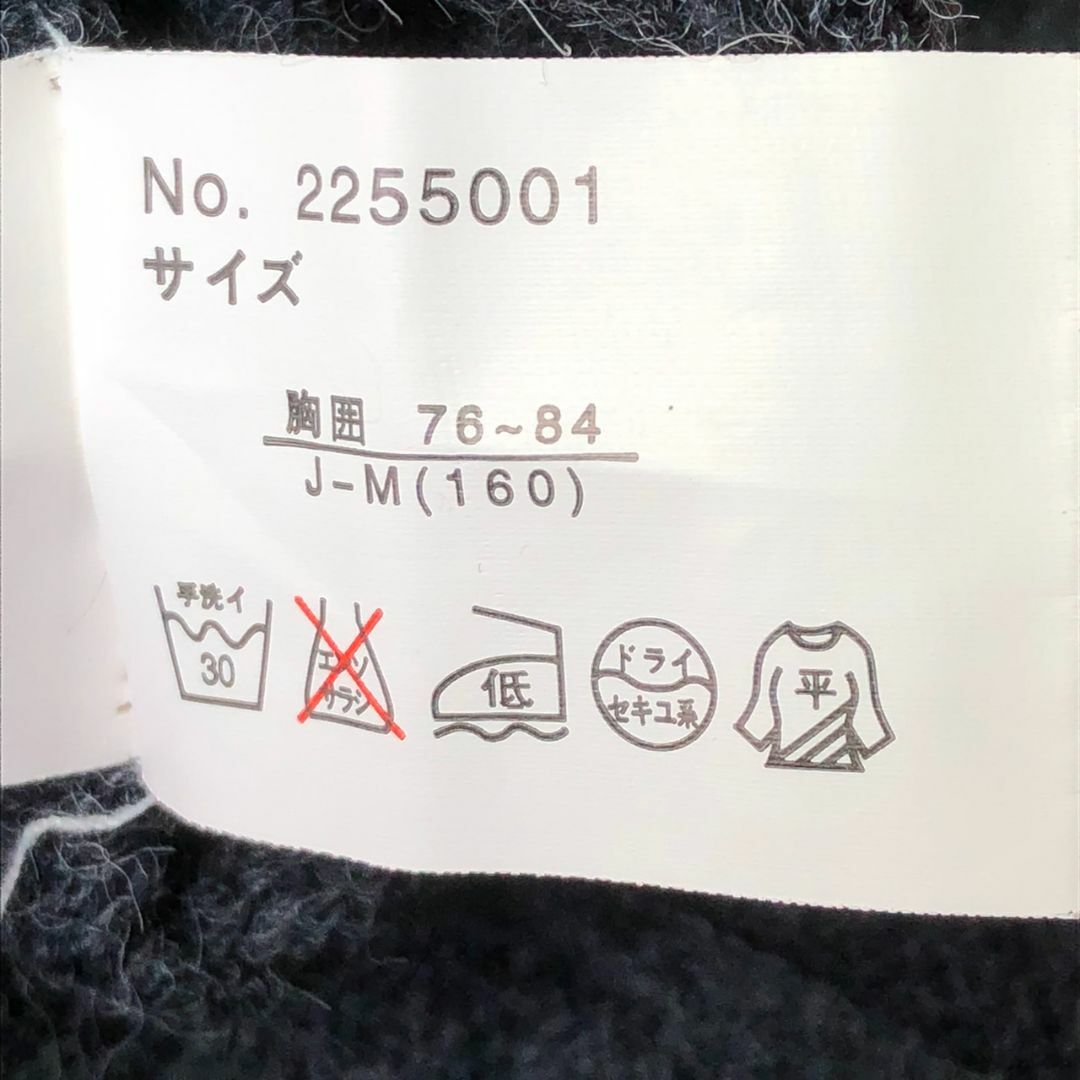 No. 2255001
サイズ
胸囲 76~84
J-M(160)
手洗イ
30
エンソ
サラシ
低
ドライ
セキユ系
平